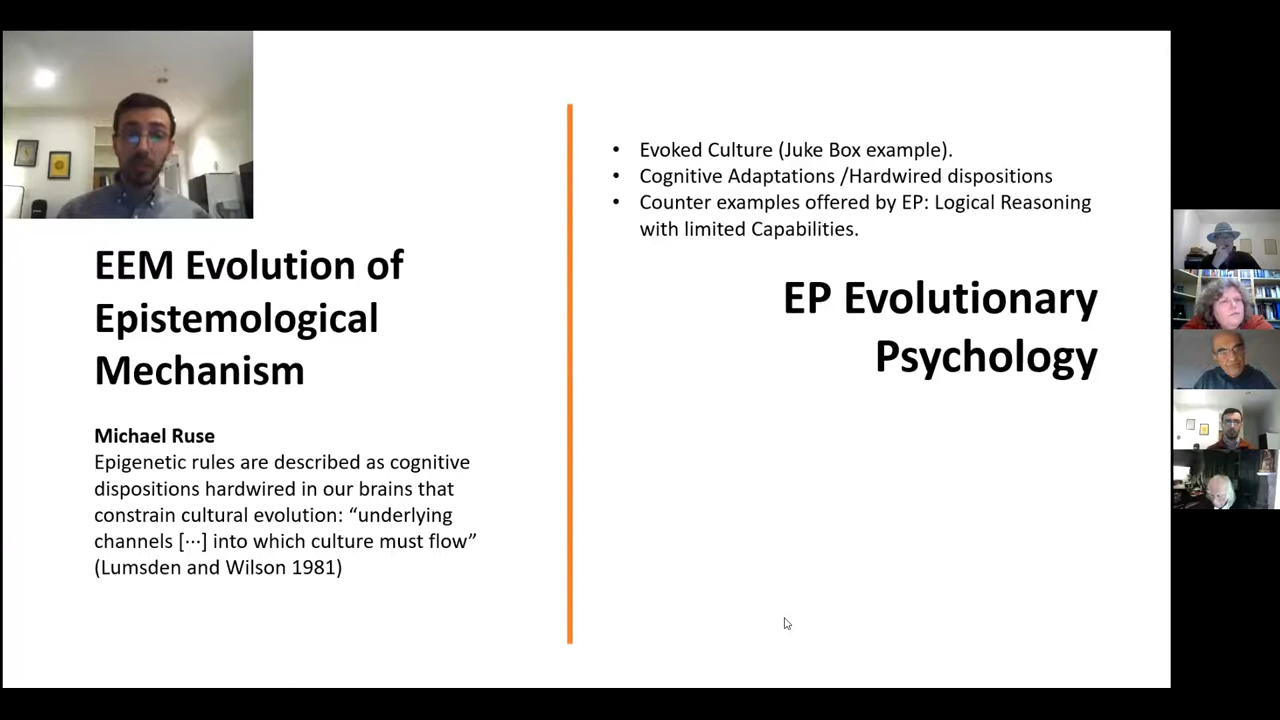 EEM Evolution of
Epistemological
Mechanism
Michael Ruse
Epigenetic rules are described as cognitive
dispositions hardwired in our brains that
constrain cultural evolution: “underlying
channels [···] into which culture must flow”
(Lumsden and Wilson 1981)
• Evoked Culture (Juke Box example).
• Cognitive Adaptations /Hardwired dispositions
• Counter examples offered by EP: Logical Reasoning
with limited Capabilities.
EP Evolutionary
Psychology